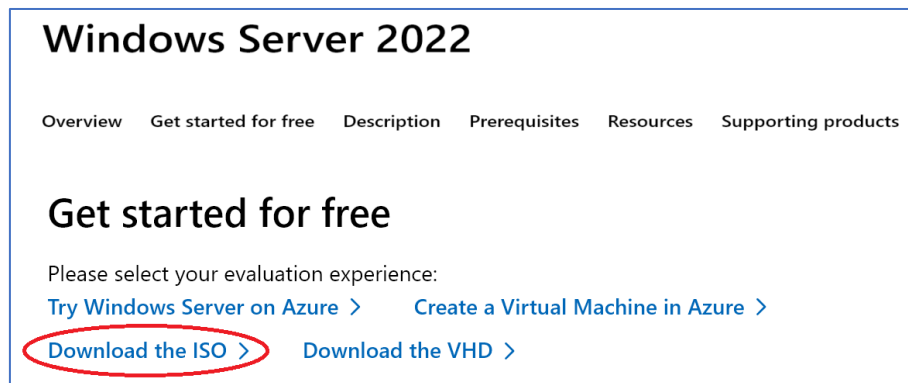 Windows Server 2022
Overview Get started for free Description Prerequisites Resources Supporting products
Get started for free
Please select your evaluation experience:
Try Windows Server on Azure > Create a Virtual Machine in Azure >
Download the ISO > Download the VHD >